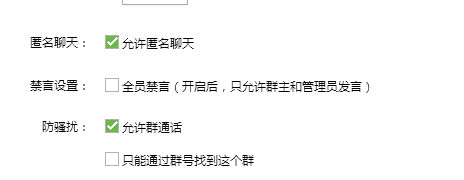 匿名聊天： 允许匿名聊天
禁言设置： 全员禁言（开启后，只允许群主和管理员发言）
防骚扰： 允许群通话
只能通过群号找到这个群